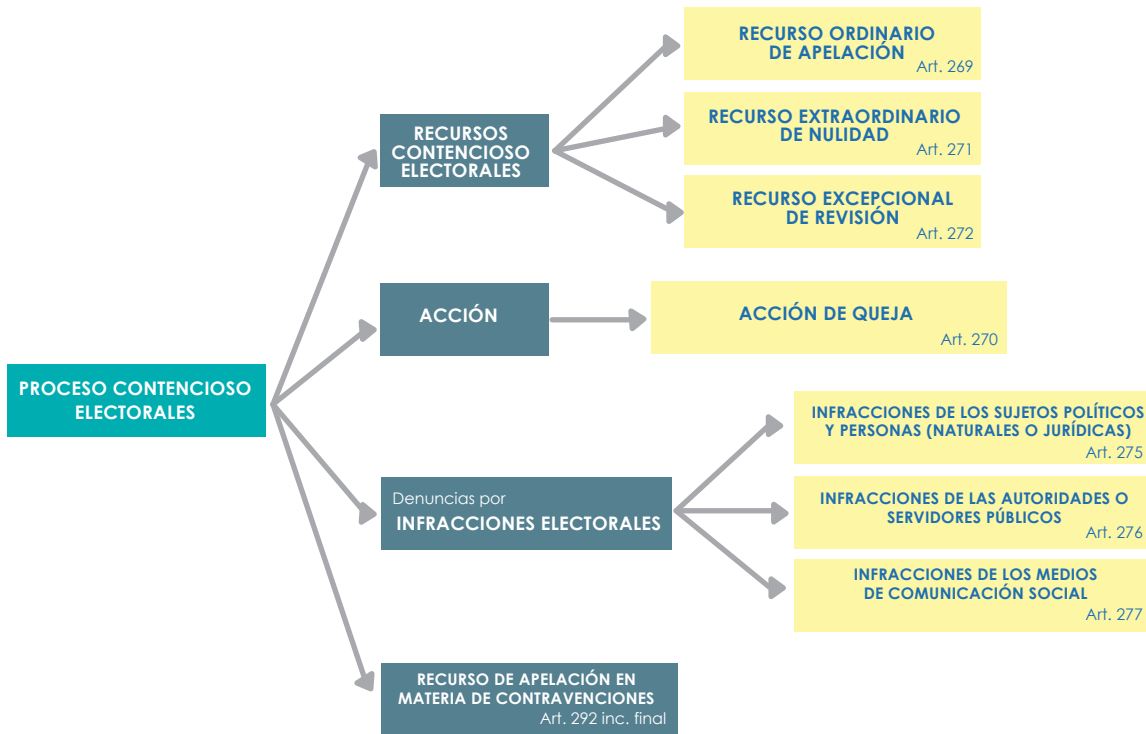 PROCESO CONTENCIOSO
ELECTORALES
RECURSOS
CONTENCIOSO
ELECTORALES
RECURSO ORDINARIO
DE APELACIÓN
Art. 269
RECURSO EXTRAORDINARIO
DE NULIDAD
Art. 271
RECURSO EXCEPCIONAL
DE REVISIÓN
Art. 272
ACCIÓN
ACCIÓN DE QUEJA
Art. 270
Denuncias por
INFRACCIONES ELECTORALES
INFRACCIONES DE LOS SUJETOS POLÍTICOS
Y PERSONAS (NATURALES O JURÍDICAS)
Art. 275
INFRACCIONES DE LAS AUTORIDADES O
SERVIDORES PÚBLICOS
Art. 276
INFRACCIONES DE LOS MEDIOS
DE COMUNICACIÓN SOCIAL
Art. 277
RECURSO DE APELACIÓN EN
MATERIA DE CONTRAVENCIONES
Art. 292 inc. final